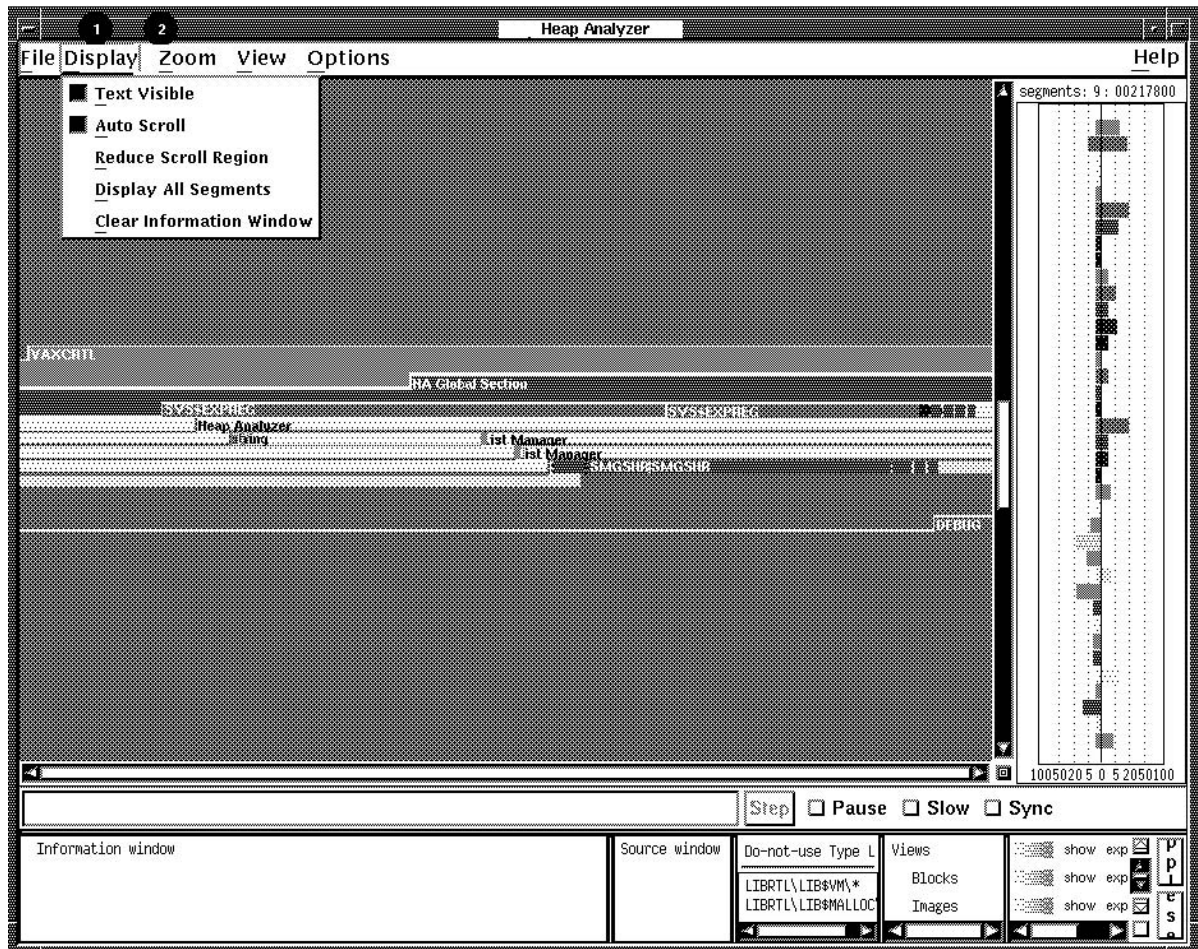 1 2
Heap Analyzer
File Display Zoom View Options Help
Text Visible
Auto Scroll
Reduce Scroll Region
Display All Segments
Clear Information Window
segments: 9: 00217800
VAXCRTL
HA Global Section
SYS$EXPREG SYS$EXPREG
Heap Analyzer
string List Manager
List Manager
SMGSHR SMGSHR
DEBUG
1005020 5 0 5 2050100
Step Pause Slow Sync
Information window
Source window
Do-not-use Type L
LIBRTL\LIB$VM\*
LIBRTL\LIB$MALLOC
Views
Blocks
Images
show exp
show exp
show exp